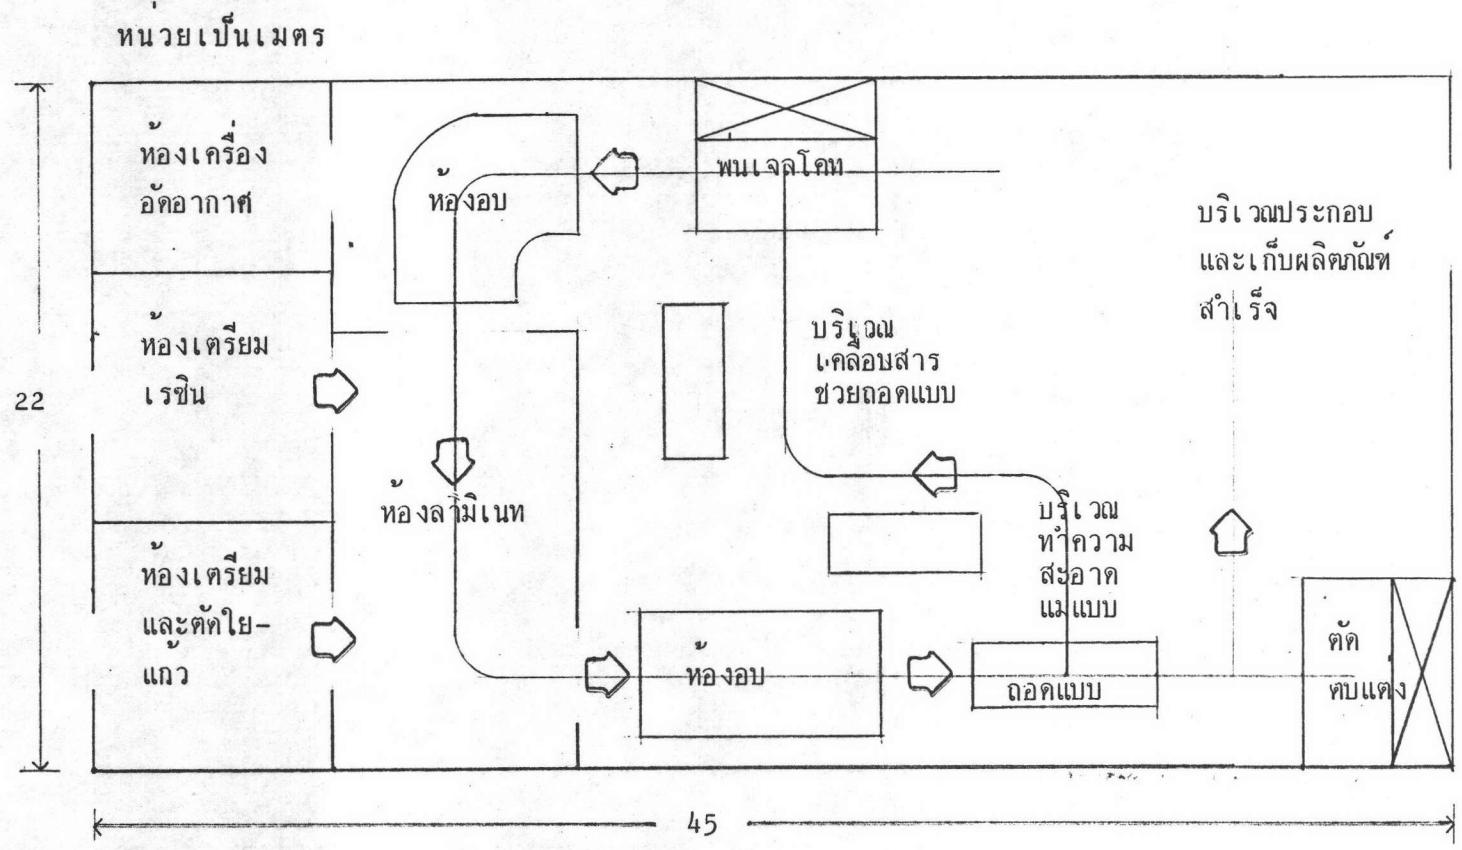 หน่วยเป็นเมตร
ห้องเครื่อง
อัดอากาศ
ห้องอบ
พนเจลโคท
บริเวณประกอบ
และเก็บผลิตภัณฑ์
สำเร็จ
ห้องเตรียม
เรซิน
บริเวณ
เคลือบสาร
ช่วยถอดแบบ
22
ห้องลามิเนท
บริเวณ
ทำความ
สะอาด
แม่แบบ
ห้องเตรียม
และตัดใย-
แก้ว
ห้องอบ
ถอดแบบ
ตัด
ตบแต่ง
45